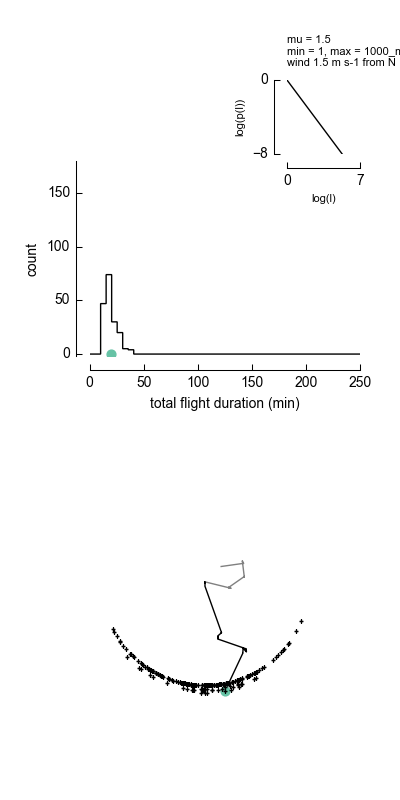 mu = 1.5
min = 1, max = 1000_m
wind 1.5 m s-1 from N
0
log(p(l))
−8
0
7
log(l)
150
100
50
0
count
0
50
100
150
200
250
total flight duration (min)